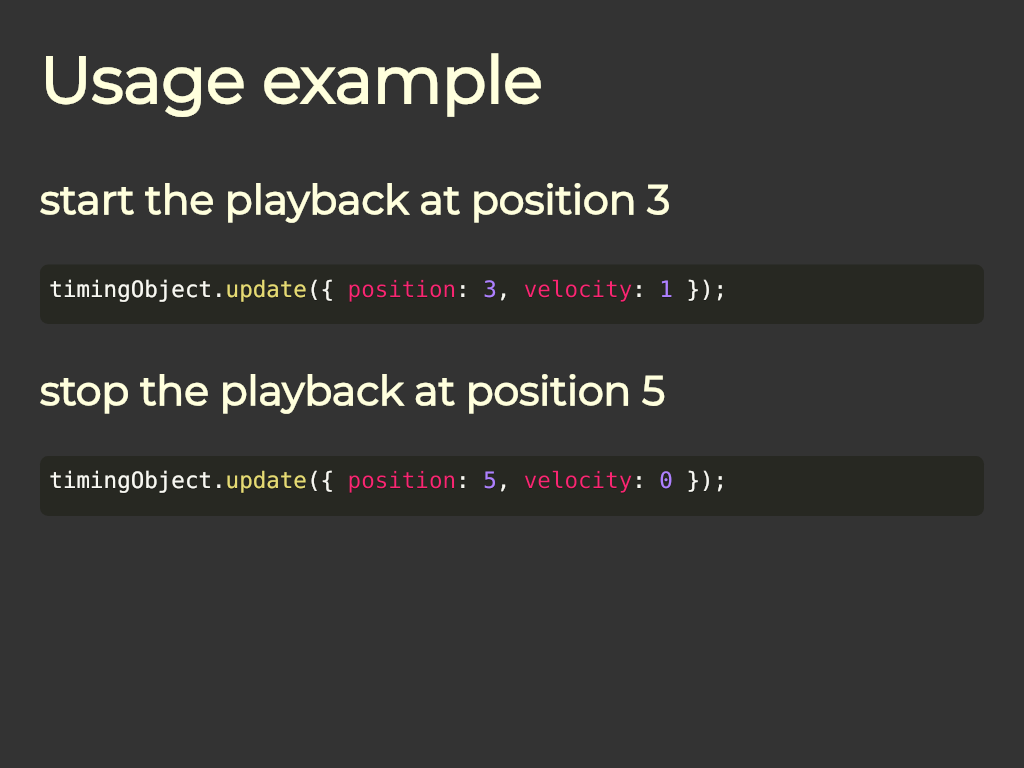 Usage example
start the playback at position 3
timingObject.update({ position: 3, velocity: 1 });
stop the playback at position 5
timingObject.update({ position: 5, velocity: 0 });